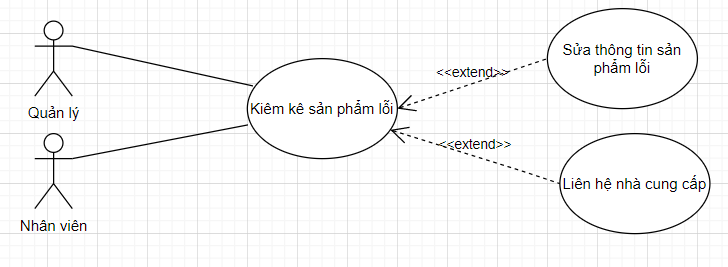 Quản lý
Nhân viên
Kiêm kê sản phẩm lỗi
<<extend>>
<<extend>>
Sửa thông tin sản
phẩm lỗi
Liên hệ nhà cung cấp